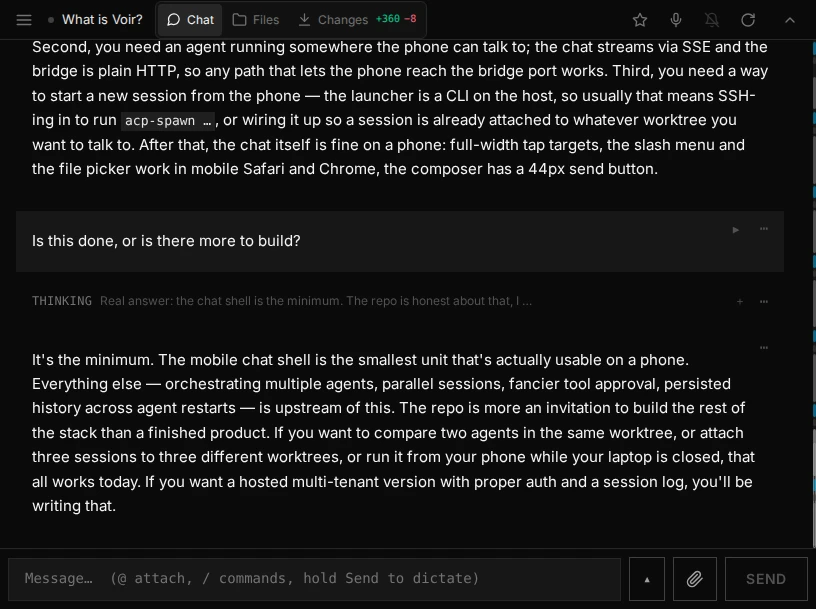 What is Voir?
Chat
Files
Changes +360 −8
Second, you need an agent running somewhere the phone can talk to; the chat streams via SSE and the
bridge is plain HTTP, so any path that lets the phone reach the bridge port works. Third, you need a way
to start a new session from the phone — the launcher is a CLI on the host, so usually that means SSH-
ing in to run acp-spawn …, or wiring it up so a session is already attached to whatever worktree you
want to talk to. After that, the chat itself is fine on a phone: full-width tap targets, the slash menu and
the file picker work in mobile Safari and Chrome, the composer has a 44px send button.
Is this done, or is there more to build?
THINKING Real answer: the chat shell is the minimum. The repo is honest about that, I …
It's the minimum. The mobile chat shell is the smallest unit that's actually usable on a phone.
Everything else — orchestrating multiple agents, parallel sessions, fancier tool approval, persisted
history across agent restarts — is upstream of this. The repo is more an invitation to build the rest of
the stack than a finished product. If you want to compare two agents in the same worktree, or attach
three sessions to three different worktrees, or run it from your phone while your laptop is closed, that
all works today. If you want a hosted multi-tenant version with proper auth and a session log, you'll be
writing that.
Message… (@ attach, / commands, hold Send to dictate)
SEND